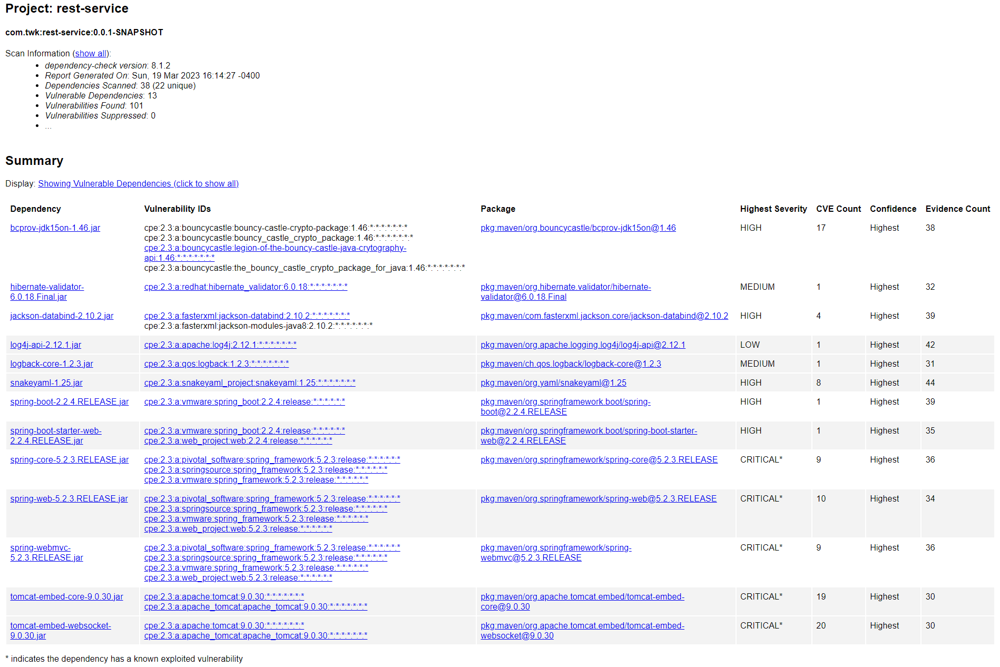 Project: rest-service
com.twk:rest-service:0.0.1-SNAPSHOT
Scan Information (show all):
• dependency-check version: 8.1.2
• Report Generated On: Sun, 19 Mar 2023 16:14:27 -0400
• Dependencies Scanned: 38 (22 unique)
• Vulnerable Dependencies: 13
• Vulnerabilities Found: 101
• Vulnerabilities Suppressed: 0
• ...
Summary
Display: Showing Vulnerable Dependencies (click to show all)
Dependency Vulnerability IDs Package Highest Severity CVE Count Confidence Evidence Count
bcprov-jdk15on-1.46.jar cpe:2.3:a:bouncycastle:bouncy-castle-crypto-package:1.46:*:*:*:*:*:*:* pkg:maven/org.bouncycastle/bcprov-jdk15on@1.46 HIGH 17 Highest 38
cpe:2.3:a:bouncycastle:bouncy_castle_crypto_package:1.46:*:*:*:*:*:*:*
cpe:2.3:a:bouncycastle:legion-of-the-bouncy-castle-java-crytography-
api:1.46:*:*:*:*:*:*:*
cpe:2.3:a:bouncycastle:the_bouncy_castle_crypto_package_for_java:1.46:*:*:*:*:*:*:*
hibernate-validator- cpe:2.3:a:redhat:hibernate_validator:6.0.18:*:*:*:*:*:*:* pkg:maven/org.hibernate.validator/hibernate- MEDIUM 1 Highest 32
6.0.18.Final.jar validator@6.0.18.Final
jackson-databind-2.10.2.jar cpe:2.3:a:fasterxml:jackson-databind:2.10.2:*:*:*:*:*:*:* pkg:maven/com.fasterxml.jackson.core/jackson-databind@2.10.2 HIGH 4 Highest 39
cpe:2.3:a:fasterxml:jackson-modules-java8:2.10.2:*:*:*:*:*:*:*
log4j-api-2.12.1.jar cpe:2.3:a:apache:log4j:2.12.1:*:*:*:*:*:*:* pkg:maven/org.apache.logging.log4j/log4j-api@2.12.1 LOW 1 Highest 42
logback-core-1.2.3.jar cpe:2.3:a:qos:logback:1.2.3:*:*:*:*:*:*:* pkg:maven/ch.qos.logback/logback-core@1.2.3 MEDIUM 1 Highest 31
snakeyaml-1.25.jar cpe:2.3:a:snakeyaml_project:snakeyaml:1.25:*:*:*:*:*:*:* pkg:maven/org.yaml/snakeyaml@1.25 HIGH 8 Highest 44
spring-boot-2.2.4.RELEASE.jar cpe:2.3:a:vmware:spring_boot:2.2.4:release:*:*:*:*:*:* pkg:maven/org.springframework.boot/spring- HIGH 1 Highest 39
boot@2.2.4.RELEASE
spring-boot-starter-web- cpe:2.3:a:vmware:spring_boot:2.2.4:release:*:*:*:*:*:* pkg:maven/org.springframework.boot/spring-boot-starter- HIGH 1 Highest 35
2.2.4.RELEASE.jar cpe:2.3:a:web_project:web:2.2.4:release:*:*:*:*:*:* web@2.2.4.RELEASE
spring-core-5.2.3.RELEASE.jar cpe:2.3:a:pivotal_software:spring_framework:5.2.3:release:*:*:*:*:*:* pkg:maven/org.springframework/spring-core@5.2.3.RELEASE CRITICAL* 9 Highest 36
cpe:2.3:a:springsource:spring_framework:5.2.3:release:*:*:*:*:*:*
cpe:2.3:a:vmware:spring_framework:5.2.3:release:*:*:*:*:*:*
spring-web-5.2.3.RELEASE.jar cpe:2.3:a:pivotal_software:spring_framework:5.2.3:release:*:*:*:*:*:* pkg:maven/org.springframework/spring-web@5.2.3.RELEASE CRITICAL* 10 Highest 34
cpe:2.3:a:springsource:spring_framework:5.2.3:release:*:*:*:*:*:*
cpe:2.3:a:vmware:spring_framework:5.2.3:release:*:*:*:*:*:*
cpe:2.3:a:web_project:web:5.2.3:release:*:*:*:*:*:*
spring-webmvc- cpe:2.3:a:pivotal_software:spring_framework:5.2.3:release:*:*:*:*:*:* pkg:maven/org.springframework/spring- CRITICAL* 9 Highest 36
5.2.3.RELEASE.jar cpe:2.3:a:springsource:spring_framework:5.2.3:release:*:*:*:*:*:* webmvc@5.2.3.RELEASE
cpe:2.3:a:vmware:spring_framework:5.2.3:release:*:*:*:*:*:*
cpe:2.3:a:web_project:web:5.2.3:release:*:*:*:*:*:*
tomcat-embed-core-9.0.30.jar cpe:2.3:a:apache:tomcat:9.0.30:*:*:*:*:*:*:* pkg:maven/org.apache.tomcat.embed/tomcat-embed- CRITICAL* 19 Highest 30
cpe:2.3:a:apache_tomcat:apache_tomcat:9.0.30:*:*:*:*:*:*:* core@9.0.30
tomcat-embed-websocket- cpe:2.3:a:apache:tomcat:9.0.30:*:*:*:*:*:*:* pkg:maven/org.apache.tomcat.embed/tomcat-embed- CRITICAL* 20 Highest 30
9.0.30.jar cpe:2.3:a:apache_tomcat:apache_tomcat:9.0.30:*:*:*:*:*:*:* websocket@9.0.30
* indicates the dependency has a known exploited vulnerability